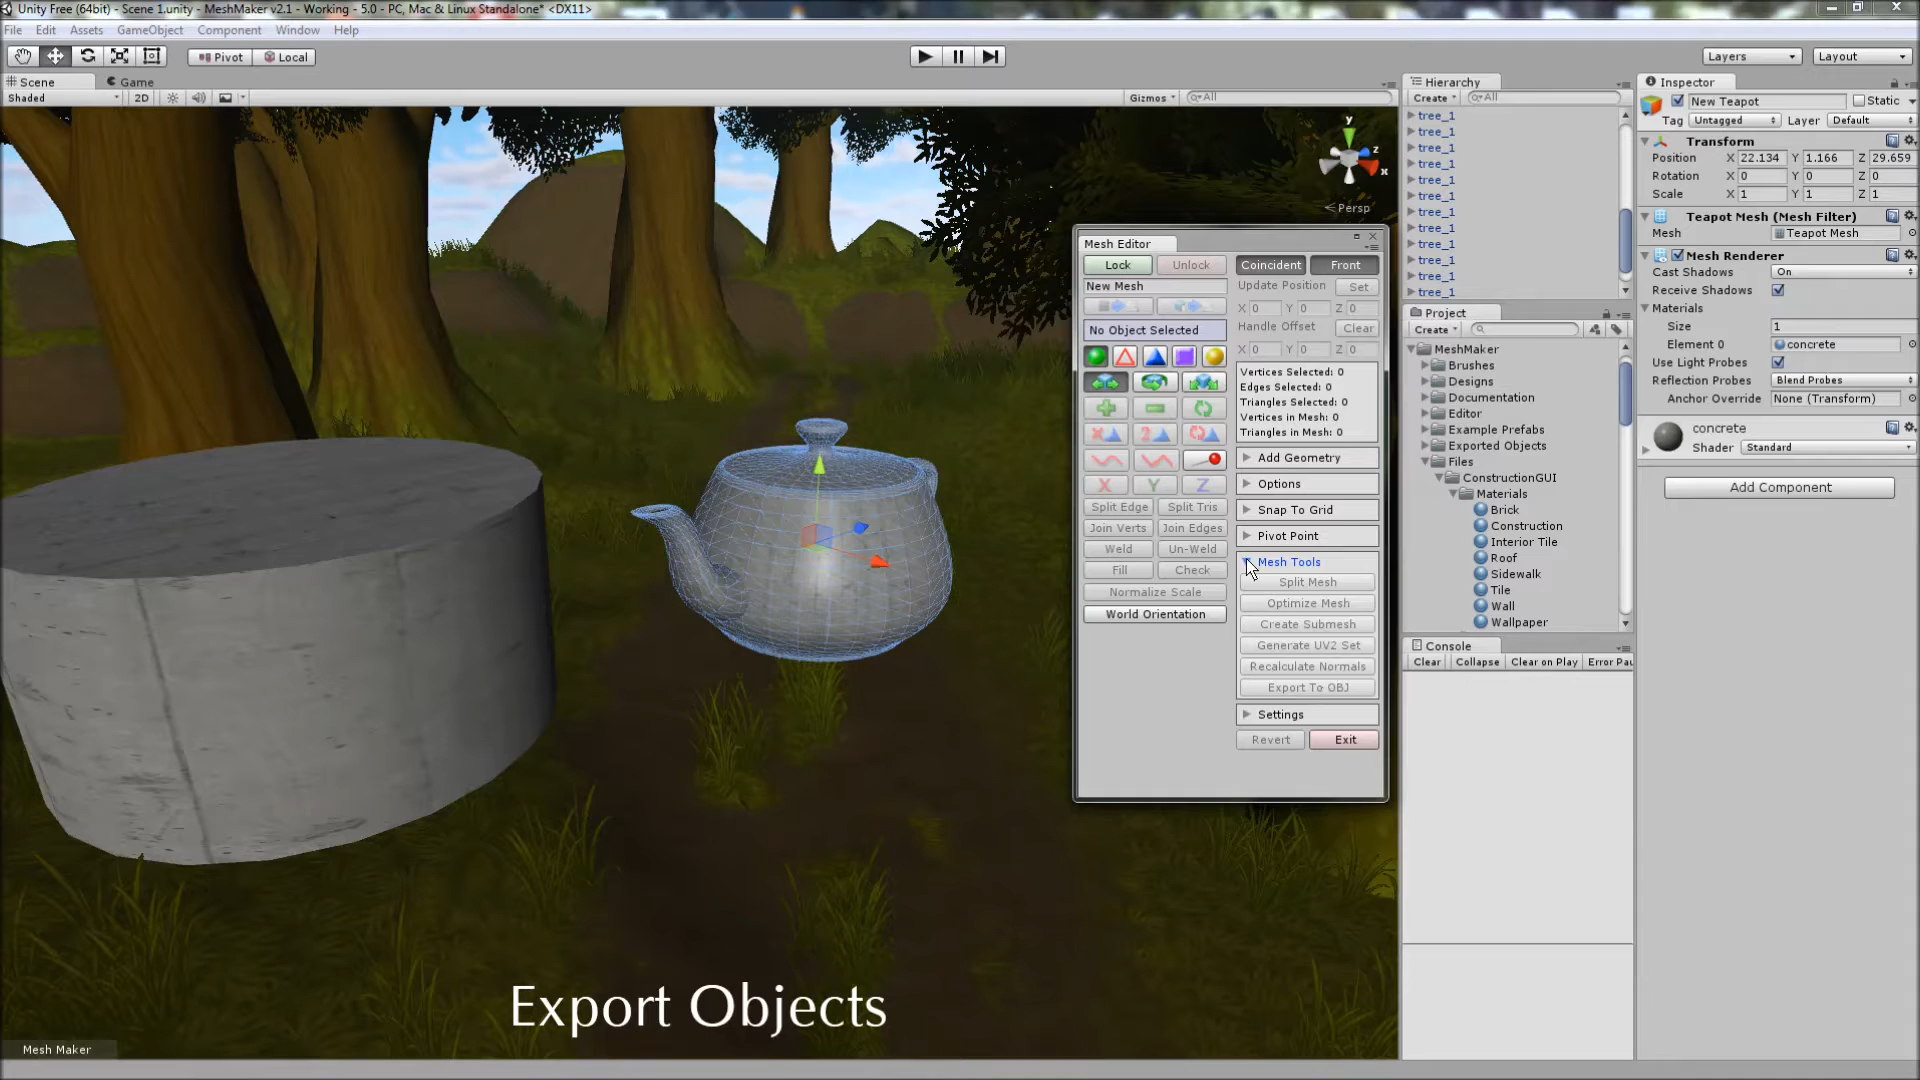 Unity Free (64bit) - Scene 1.unity - MeshMaker v2.1 - Working - 5.0 - PC, Mac & Linux Standalone* <DX11>
File Edit Assets GameObject Component Window Help
Pivot Local Layers Layout
Scene Game
Shaded 2D Gizmos All
y
z
x
Persp
Mesh Editor
Lock Unlock Coincident Front
New Mesh Update Position Set
X 0 Y 0 Z 0
No Object Selected Handle Offset Clear
X 0 Y 0 Z 0
Vertices Selected: 0
Edges Selected: 0
Triangles Selected: 0
Vertices in Mesh: 0
Triangles in Mesh: 0
Add Geometry
X Y Z Options
Split Edge Split Tris Snap To Grid
Join Verts Join Edges Pivot Point
Weld Un-Weld Mesh Tools
Fill Check Split Mesh
Normalize Scale Optimize Mesh
World Orientation Create Submesh
Generate UV2 Set
Recalculate Normals
Export To OBJ
Settings
Revert Exit
Export Objects
Mesh Maker
Hierarchy
Create All
tree_1
tree_1
tree_1
tree_1
tree_1
tree_1
tree_1
tree_1
tree_1
tree_1
tree_1
tree_1
Project
Create
MeshMaker
Brushes
Designs
Documentation
Editor
Example Prefabs
Exported Objects
Files
ConstructionGUI
Materials
Brick
Construction
Interior Tile
Roof
Sidewalk
Tile
Wall
Wallpaper
Console
Clear Collapse Clear on Play Error Pau
Inspector
New Teapot Static
Tag Untagged Layer Default
Transform
Position X 22.134 Y 1.166 Z 29.659
Rotation X 0 Y 0 Z 0
Scale X 1 Y 1 Z 1
Teapot Mesh (Mesh Filter)
Mesh Teapot Mesh
Mesh Renderer
Cast Shadows On
Receive Shadows
Materials
Size 1
Element 0 concrete
Use Light Probes
Reflection Probes Blend Probes
Anchor Override None (Transform)
concrete
Shader Standard
Add Component